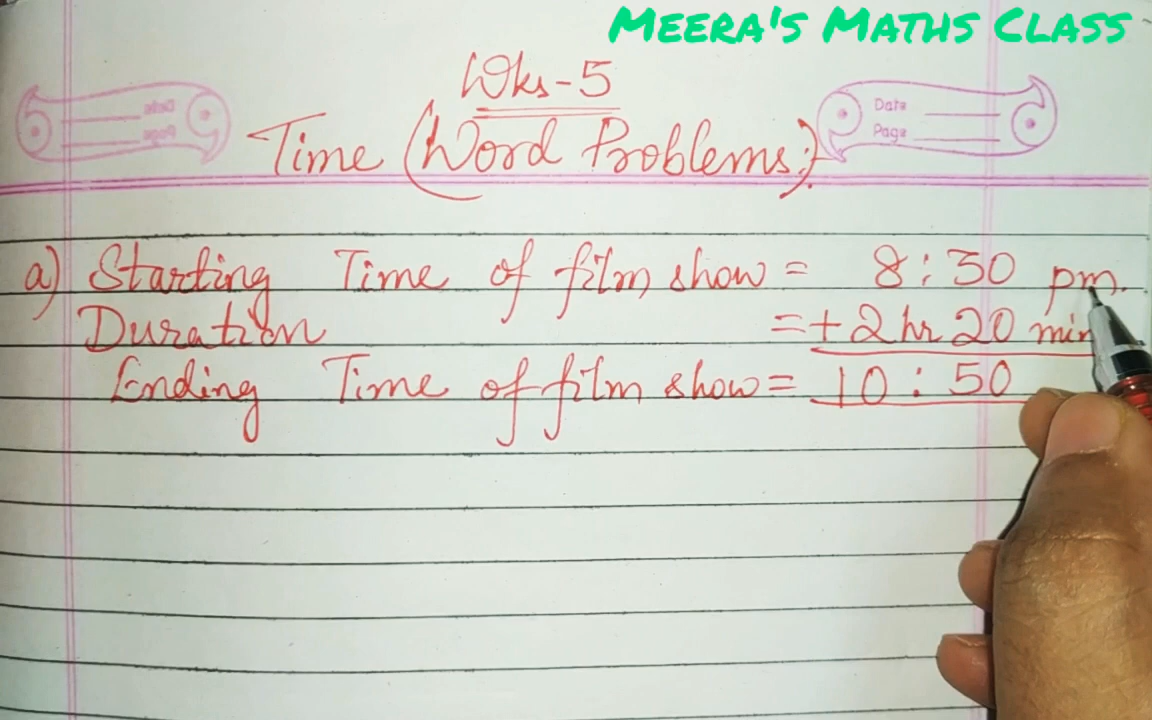 MEERA'S MATHS CLASS
Wks-5
Time (Word Problems:)
Date
Page
a) Starting Time of film show = 8:30 pm.
Duration = +2 hr 20 min
Ending Time of film show = 10:50